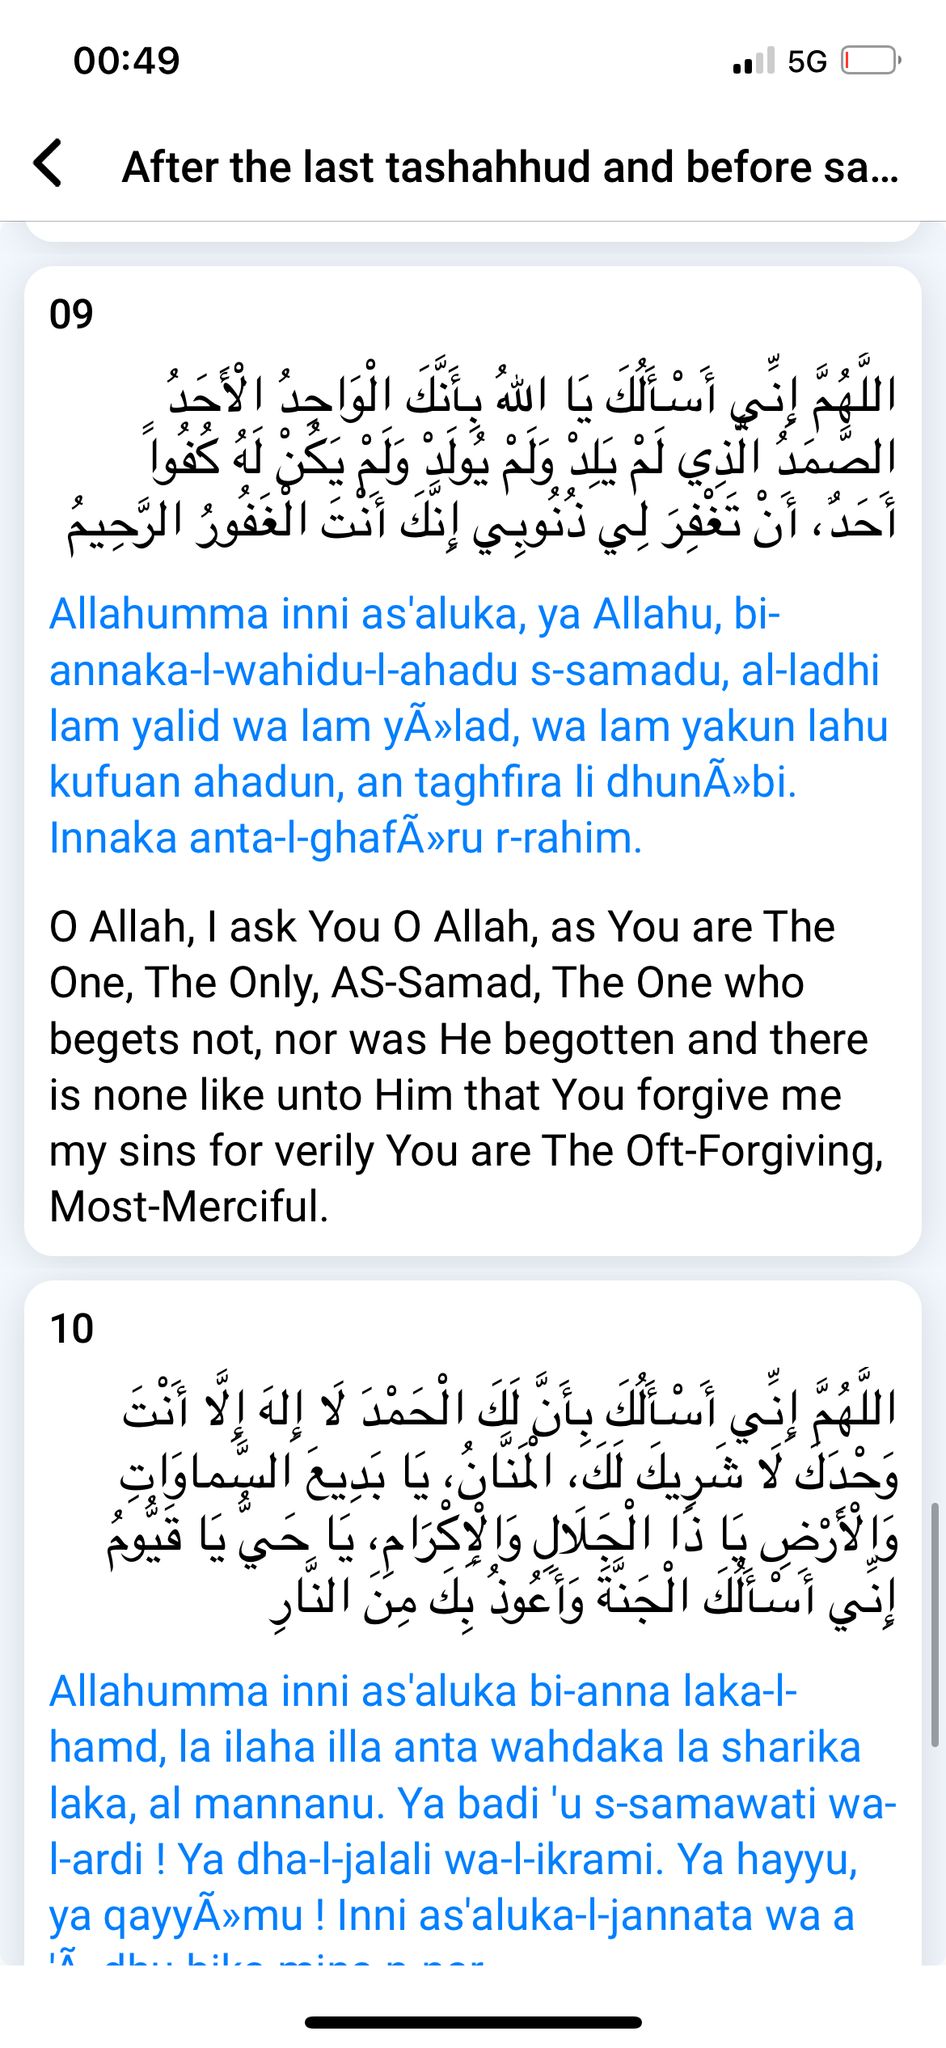 00:49
5G
After the last tashahhud and before sa...
09
اللَّهُمَّ إِنِّي أَسْأَلُكَ يَا اللهُ بِأَنَّكَ الْوَاحِدُ الْأَحَدُ
الصَّمَدُ الَّذِي لَمْ يَلِدْ وَلَمْ يُولَدْ وَلَمْ يَكُنْ لَهُ كُفُواً
أَحَدٌ، أَنْ تَغْفِرَ لِي ذُنُوبِي إِنَّكَ أَنْتَ الْغَفُورُ الرَّحِيمُ
Allahumma inni as'aluka, ya Allahu, bi-
annaka-l-wahidu-l-ahadu s-samadu, al-ladhi
lam yalid wa lam yÃ»lad, wa lam yakun lahu
kufuan ahadun, an taghfira li dhunÃ»bi.
Innaka anta-l-ghafÃ»ru r-rahim.
O Allah, I ask You O Allah, as You are The
One, The Only, AS-Samad, The One who
begets not, nor was He begotten and there
is none like unto Him that You forgive me
my sins for verily You are The Oft-Forgiving,
Most-Merciful.
10
اللَّهُمَّ إِنِّي أَسْأَلُكَ بِأَنَّ لَكَ الْحَمْدَ لَا إِلهَ إِلَّا أَنْتَ
وَحْدَكَ لَا شَرِيكَ لَكَ، الْمَنَّانُ، يَا بَدِيعَ السَّماوَاتِ
وَالْأَرْضِ يَا ذَا الْجَلَالِ وَالْإِكْرَامِ، يَا حَيُّ يَا قَيُّومُ
إِنِّي أَسْأَلُكَ الْجَنَّةَ وَأَعُوذُ بِكَ مِنَ النَّارِ
Allahumma inni as'aluka bi-anna laka-l-
hamd, la ilaha illa anta wahdaka la sharika
laka, al mannanu. Ya badi 'u s-samawati wa-
l-ardi ! Ya dha-l-jalali wa-l-ikrami. Ya hayyu,
ya qayyÃ»mu ! Inni as'aluka-l-jannata wa a